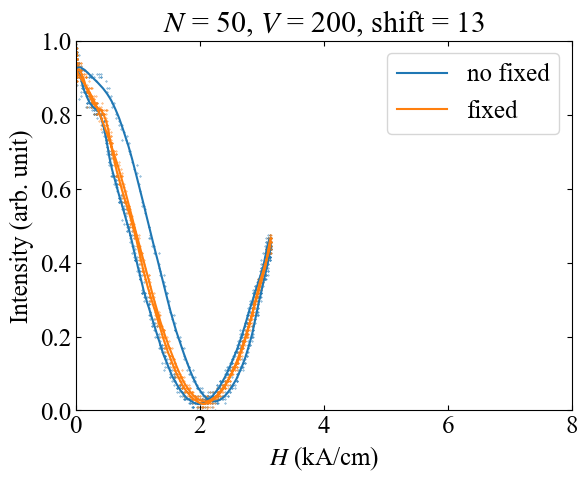 N = 50, V = 200, shift = 13
1.0
0.8
0.6
0.4
0.2
0.0
Intensity (arb. unit)
no fixed
fixed
0 2 4 6 8
H (kA/cm)